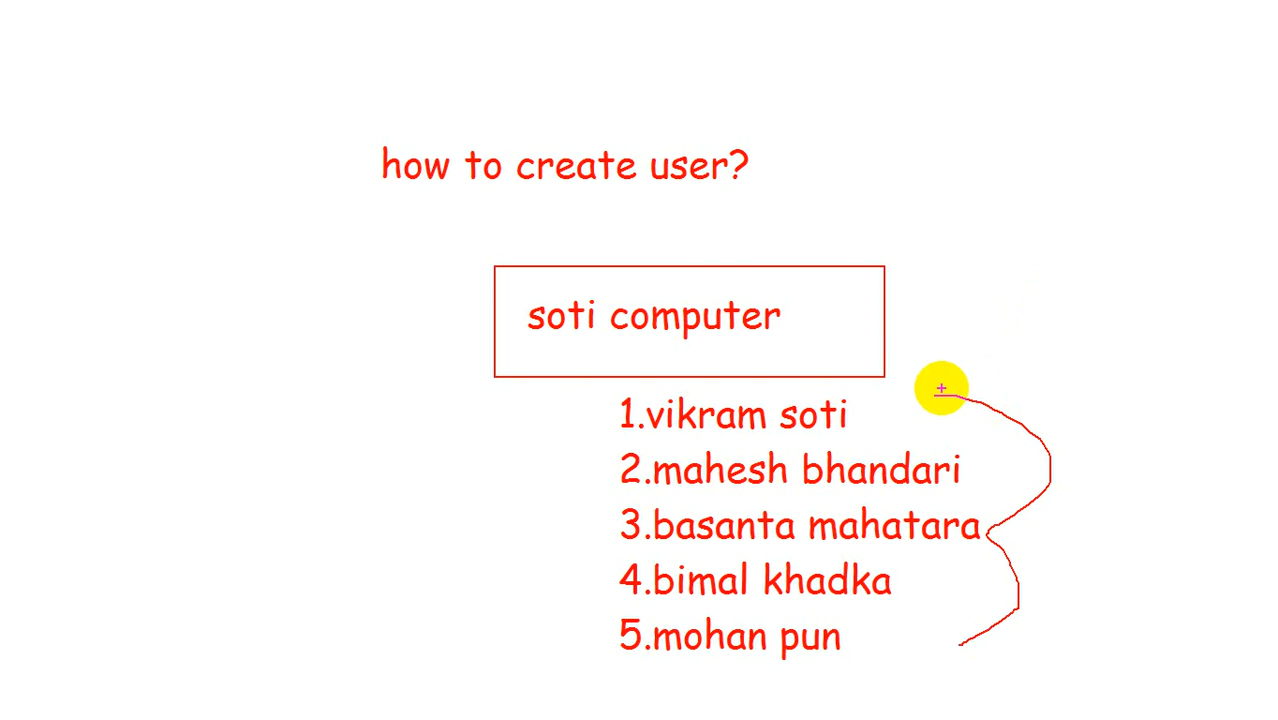 how to create user?
soti computer
1.vikram soti
2.mahesh bhandari
3.basanta mahatara
4.bimal khadka
5.mohan pun